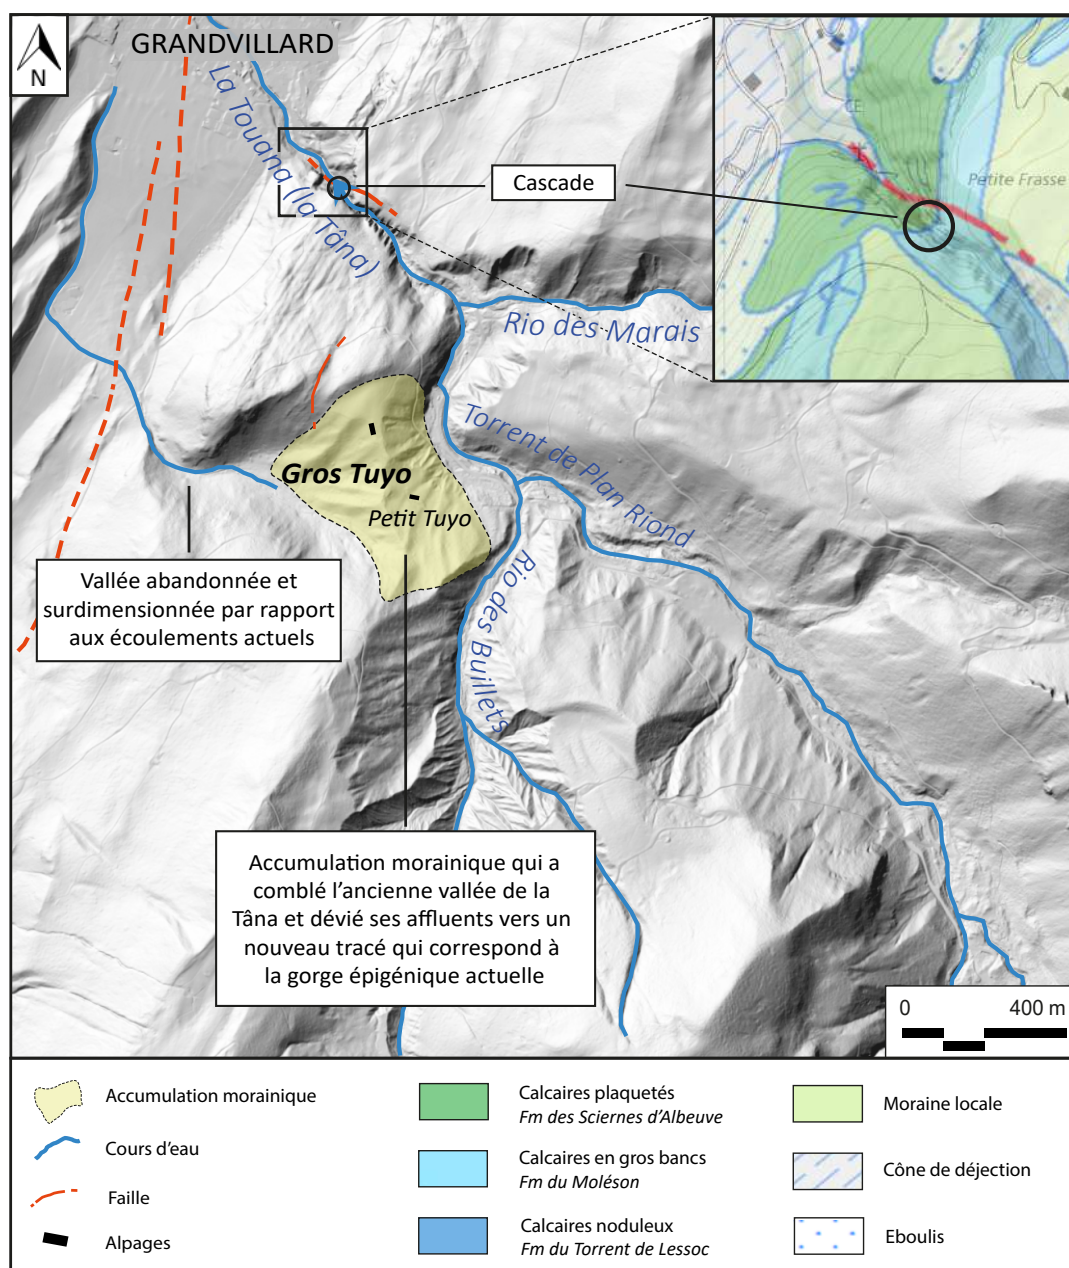 GRANDVILLARD
N
La Touana (la Tâna)
Cascade
CE
Petite Frasse
Rio des Marais
Torrent de Plan Riond
Gros Tuyo
Petit Tuyo
Rio des Buillets
Vallée abandonnée et
surdimensionnée par rapport
aux écoulements actuels
Accumulation morainique qui a
comblé l’ancienne vallée de la
Tâna et dévié ses affluents vers un
nouveau tracé qui correspond à
la gorge épigénique actuelle
0 400 m
Accumulation morainique
Cours d’eau
Faille
Alpages
Calcaires plaquetés
Fm des Sciernes d’Albeuve
Calcaires en gros bancs
Fm du Moléson
Calcaires noduleux
Fm du Torrent de Lessoc
Moraine locale
Cône de déjection
Eboulis